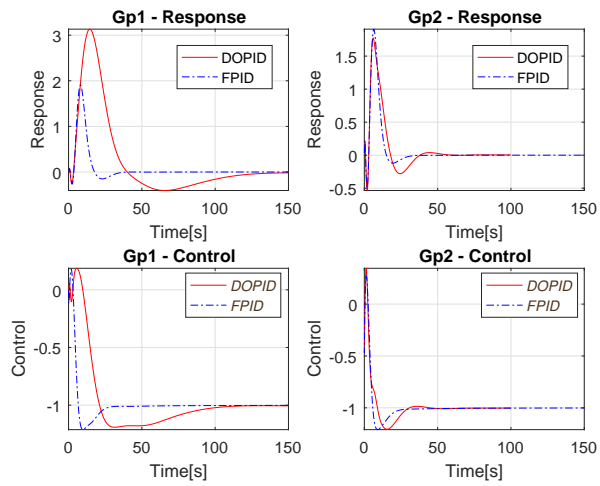 Gp1 - Response
Response
3
2
1
0
DOPID
FPID
0 50 100 150
Time[s]
Gp2 - Response
Response
1.5
1
0.5
0
-0.5
DOPID
FPID
0 50 100 150
Time[s]
Gp1 - Control
Control
0
-0.5
-1
DOPID
FPID
0 50 100 150
Time[s]
Gp2 - Control
Control
0
-0.5
-1
DOPID
FPID
0 50 100 150
Time[s]